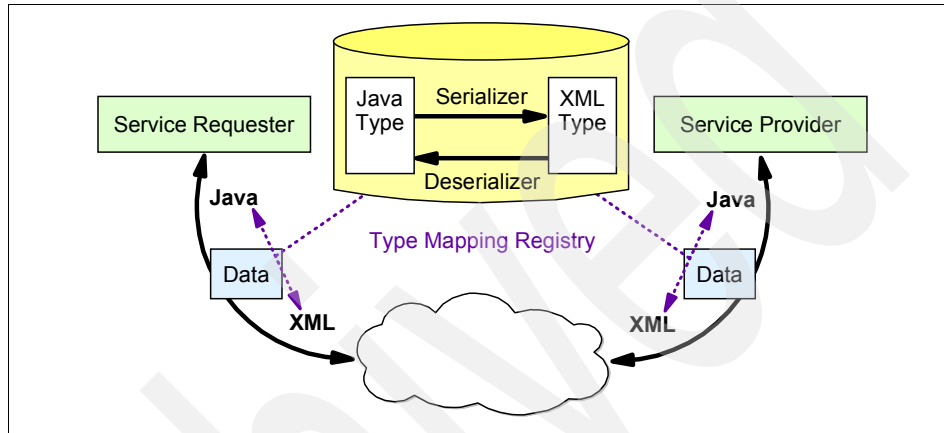 Java
Type
Serializer
XML
Type
Deserializer
Service Requester
Service Provider
Java
Java
Type Mapping Registry
Data
Data
XML
XML